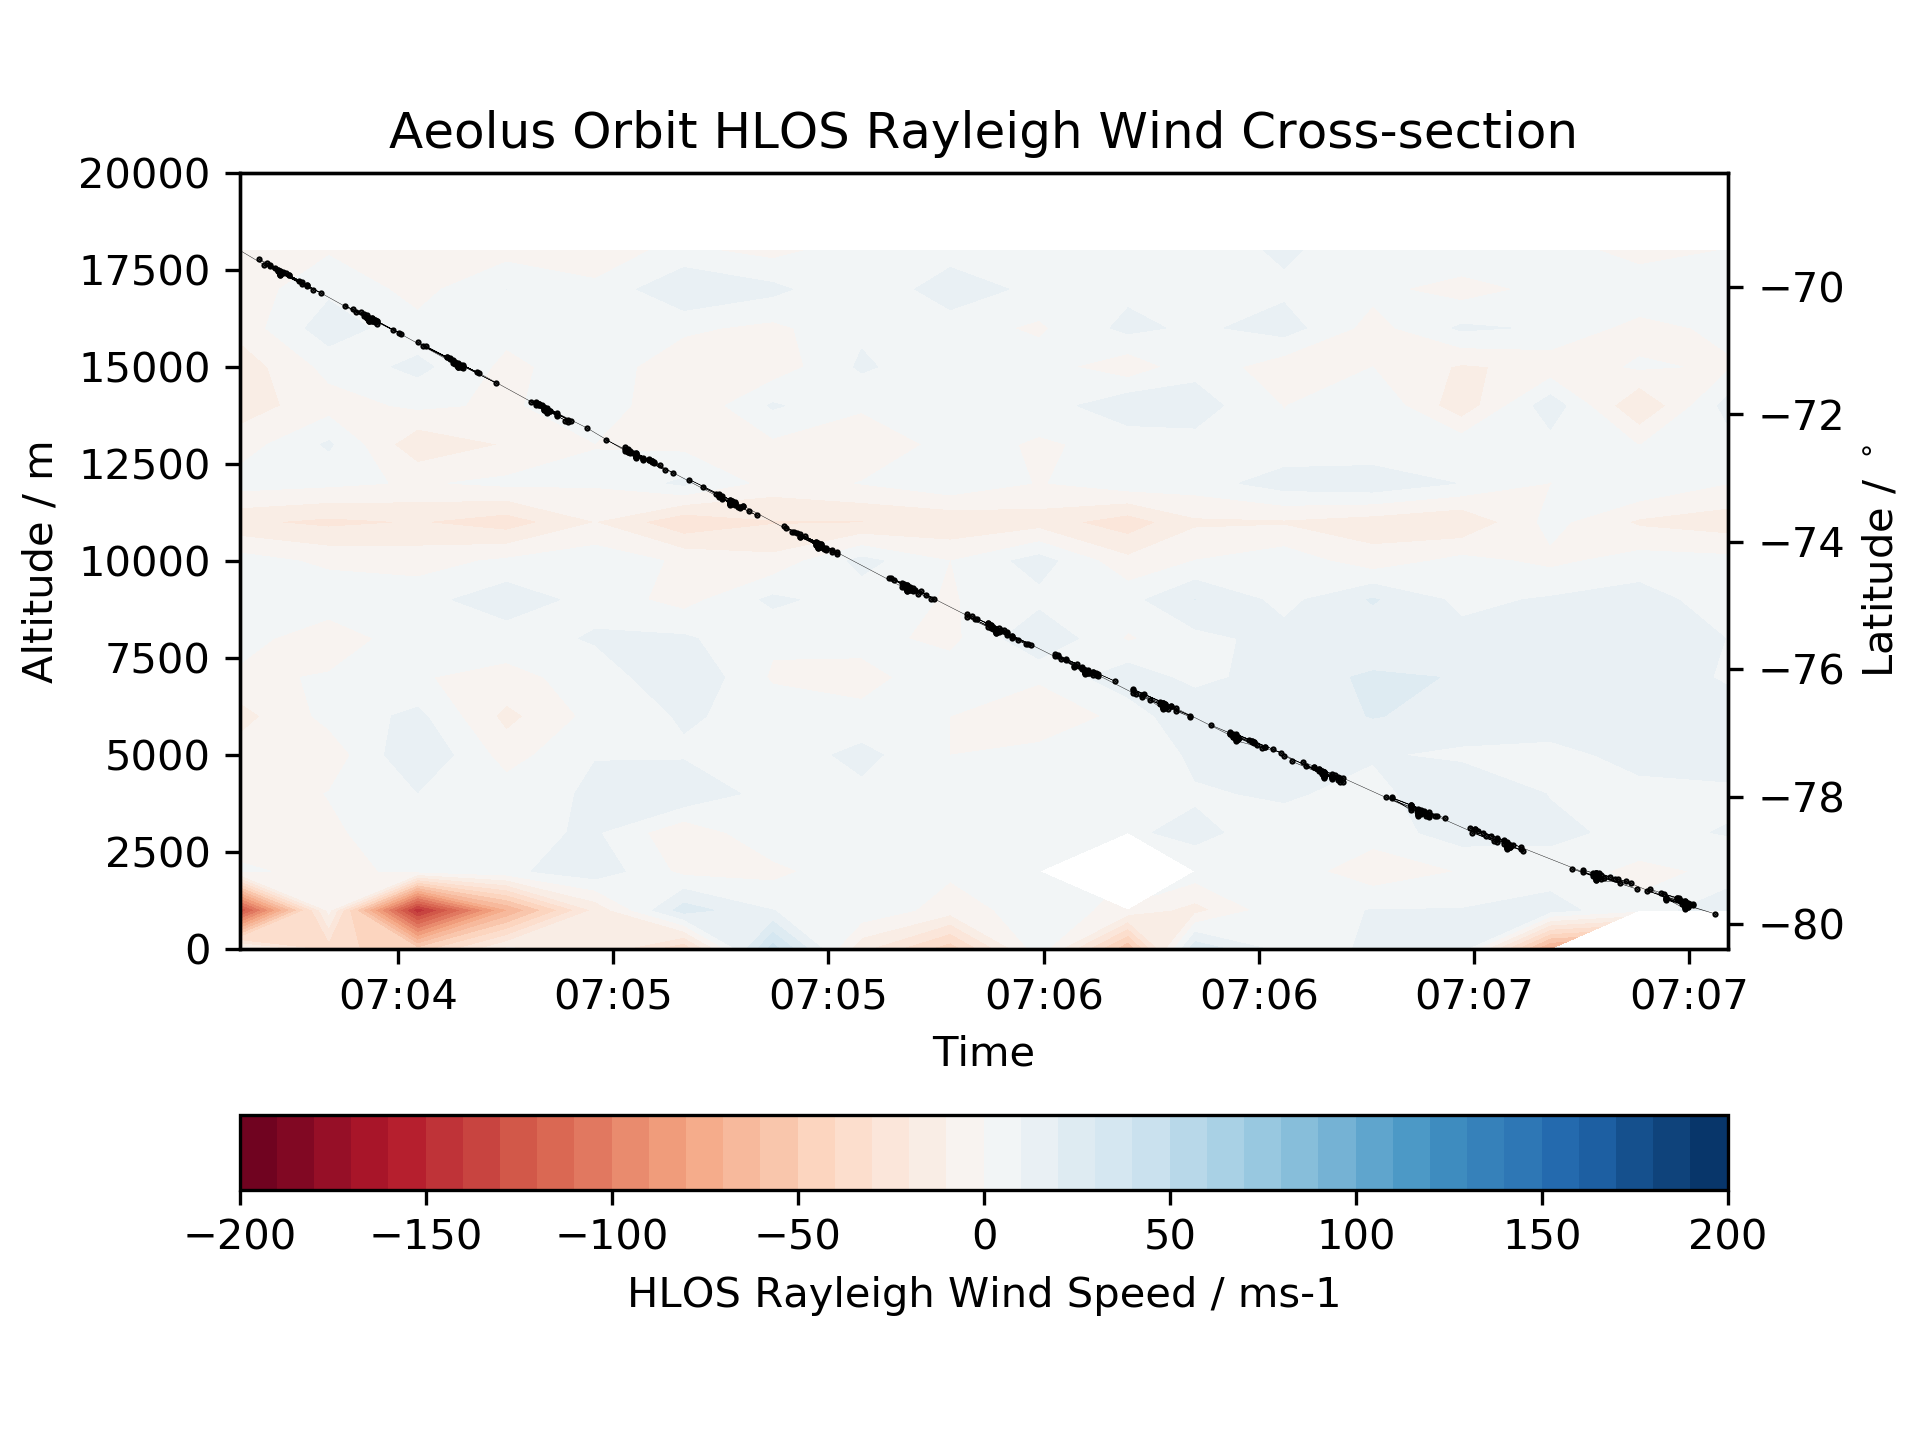 Aeolus Orbit HLOS Rayleigh Wind Cross-section
20000
17500
15000
12500
10000
7500
5000
2500
0
Altitude / m
−70
−72
−74
−76
−78
−80
Latitude / °
07:04 07:05 07:05 07:06 07:06 07:07 07:07
Time
−200 −150 −100 −50 0 50 100 150 200
HLOS Rayleigh Wind Speed / ms-1